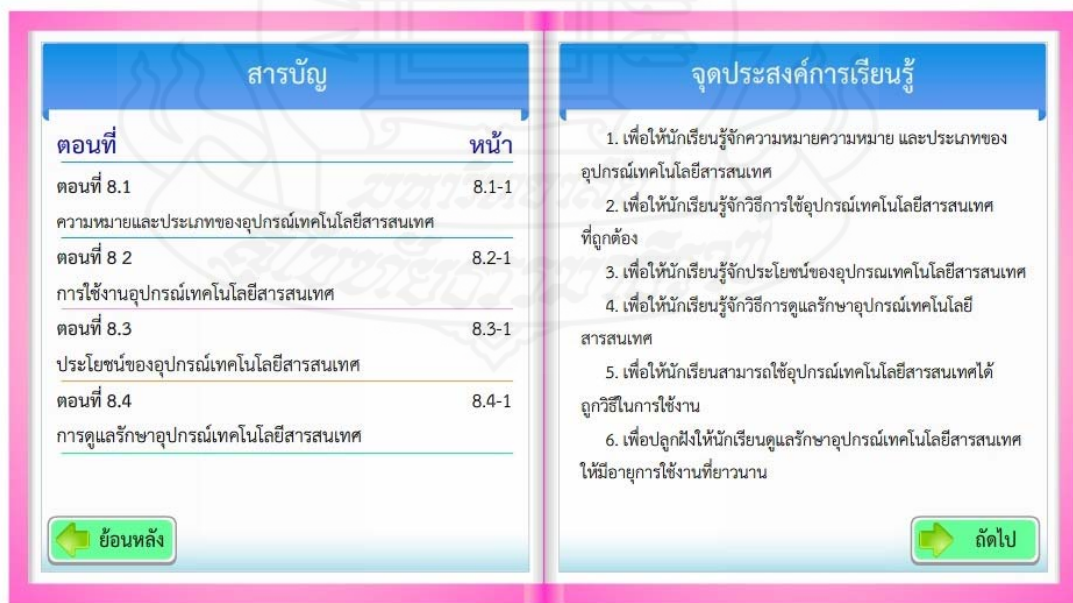 สารบัญ
ตอนที่ หน้า
ตอนที่ 8.1 8.1-1
ความหมายและประเภทของอุปกรณ์เทคโนโลยีสารสนเทศ
ตอนที่ 8 2 8.2-1
การใช้งานอุปกรณ์เทคโนโลยีสารสนเทศ
ตอนที่ 8.3 8.3-1
ประโยชน์ของอุปกรณ์เทคโนโลยีสารสนเทศ
ตอนที่ 8.4 8.4-1
การดูแลรักษาอุปกรณ์เทคโนโลยีสารสนเทศ
ย้อนหลัง
จุดประสงค์การเรียนรู้
1. เพื่อให้นักเรียนรู้จักความหมายความหมาย และประเภทของ
อุปกรณ์เทคโนโลยีสารสนเทศ
2. เพื่อให้นักเรียนรู้จักวิธีการใช้อุปกรณ์เทคโนโลยีสารสนเทศ
ที่ถูกต้อง
3. เพื่อให้นักเรียนรู้จักประโยชน์ของอุปกรณเทคโนโลยีสารสนเทศ
4. เพื่อให้นักเรียนรู้จักวิธีการดูแลรักษาอุปกรณ์เทคโนโลยี
สารสนเทศ
5. เพื่อให้นักเรียนสามารถใช้อุปกรณ์เทคโนโลยีสารสนเทศได้
ถูกวิธีในการใช้งาน
6. เพื่อปลูกฝังให้นักเรียนดูแลรักษาอุปกรณ์เทคโนโลยีสารสนเทศ
ให้มีอายุการใช้งานที่ยาวนาน
ถัดไป
มหาวิทยาลัย
สุโขทัยธรรมาธิราช